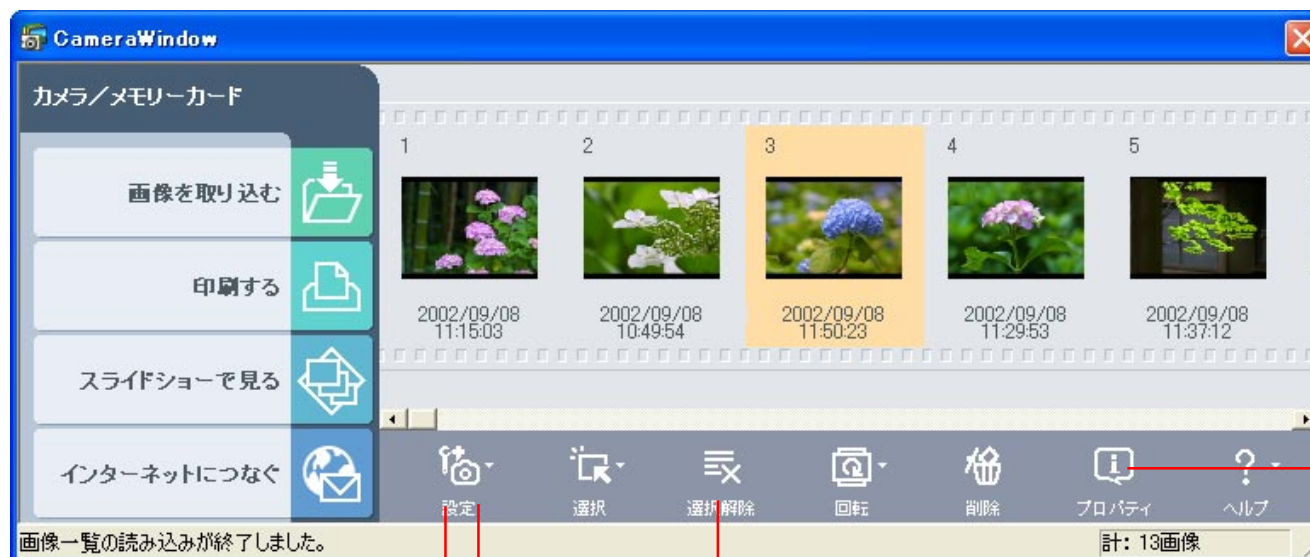 CameraWindow
カメラ／メモリーカード
画像を取り込む
印刷する
スライドショーで見る
インターネットにつなぐ
1 2 3 4 5
2002/09/08 2002/09/08 2002/09/08 2002/09/08 2002/09/08
11:15:03 10:49:54 11:50:23 11:29:53 11:37:12
設定 選択 選択解除 回転 削除 プロパティ ヘルプ
画像一覧の読み込みが終了しました。 計: 13画像